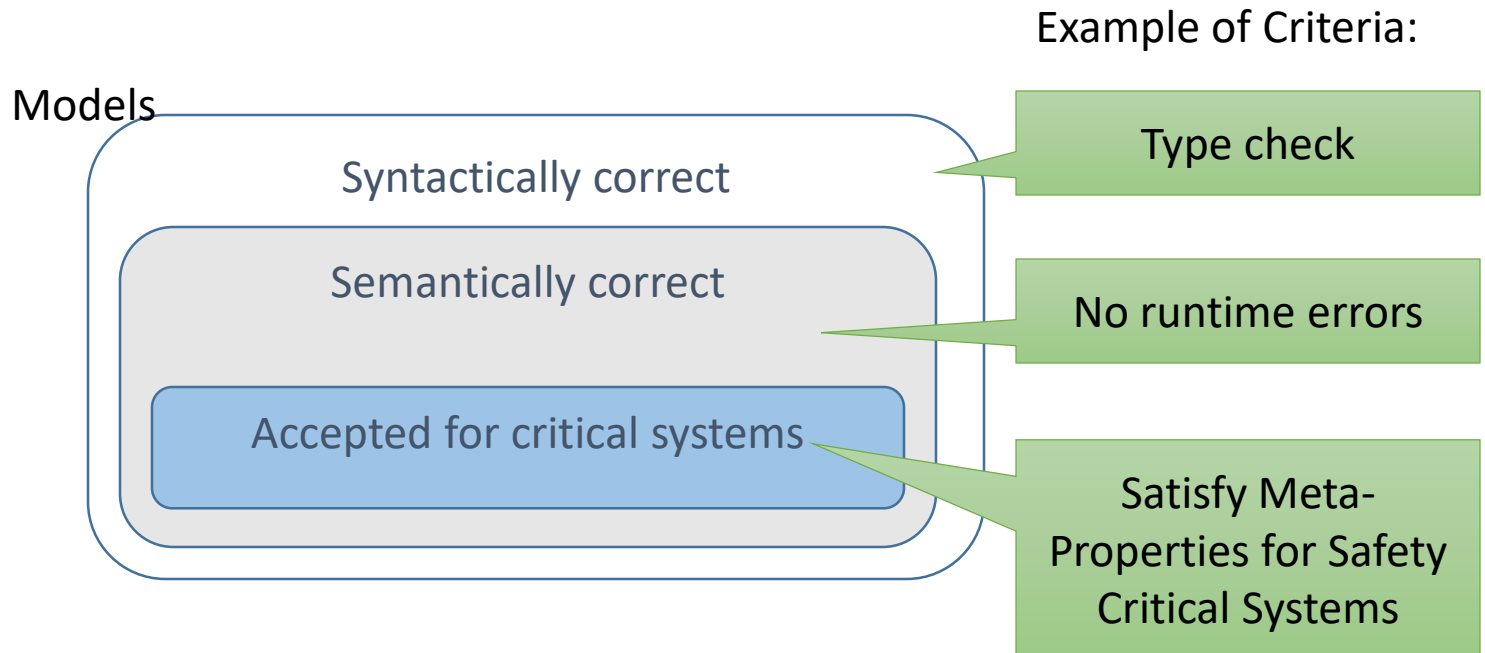 Example of Criteria:
Models
Type check
Syntactically correct
Semantically correct
No runtime errors
Accepted for critical systems
Satisfy Meta-
Properties for Safety
Critical Systems